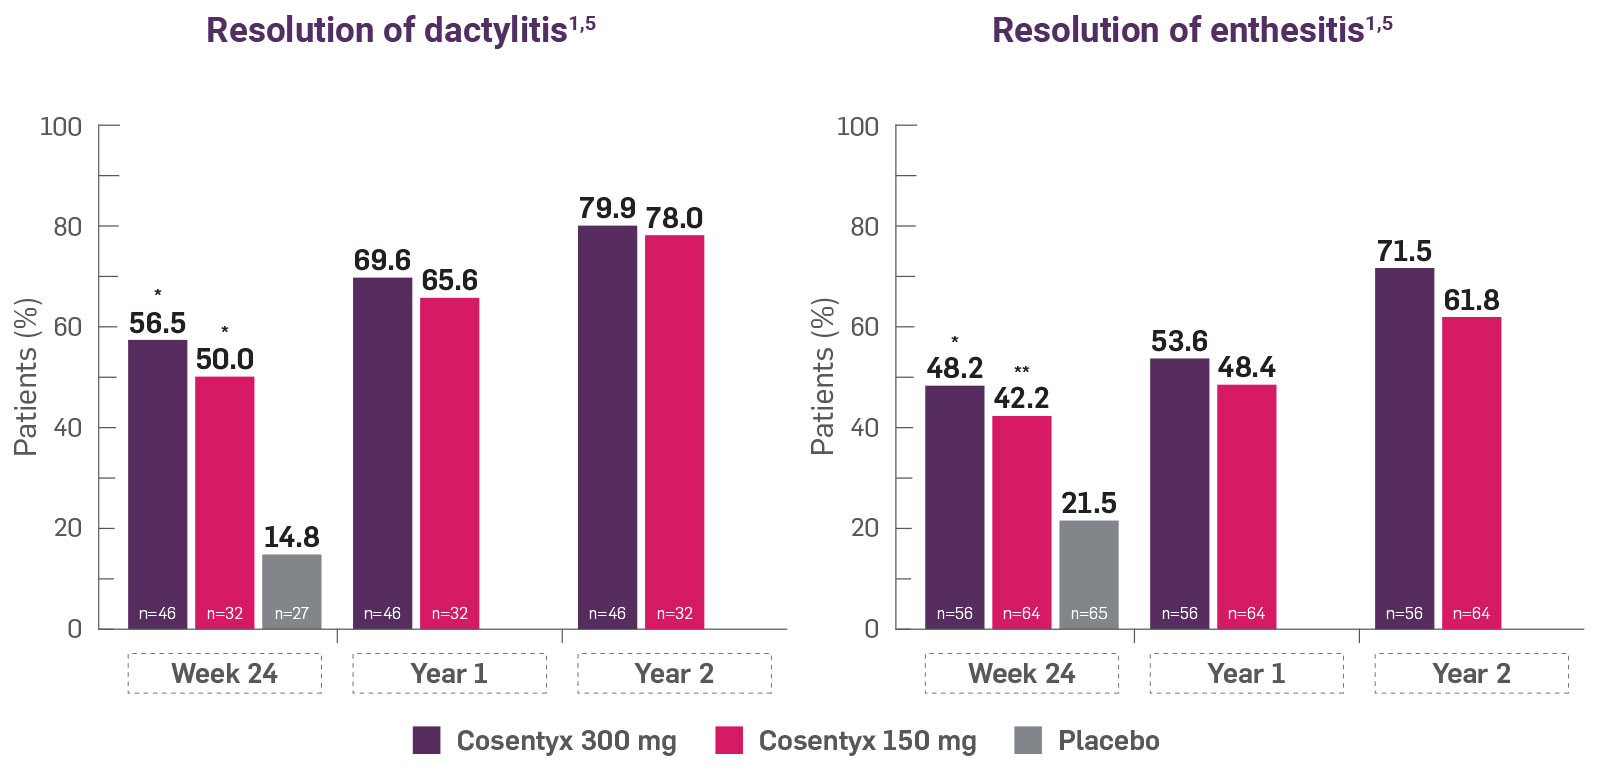 Resolution of dactylitis1,5
Patients (%)
100
80
60
40
20
0
*
56.5
*
50.0
14.8
69.6
65.6
79.9
78.0
n=46
n=32
n=27
n=46
n=32
n=46
n=32
Week 24
Year 1
Year 2
Resolution of enthesitis1,5
Patients (%)
100
80
60
40
20
0
*
48.2
**
42.2
21.5
53.6
48.4
71.5
61.8
n=56
n=64
n=65
n=56
n=64
n=56
n=64
Week 24
Year 1
Year 2
Cosentyx 300 mg
Cosentyx 150 mg
Placebo